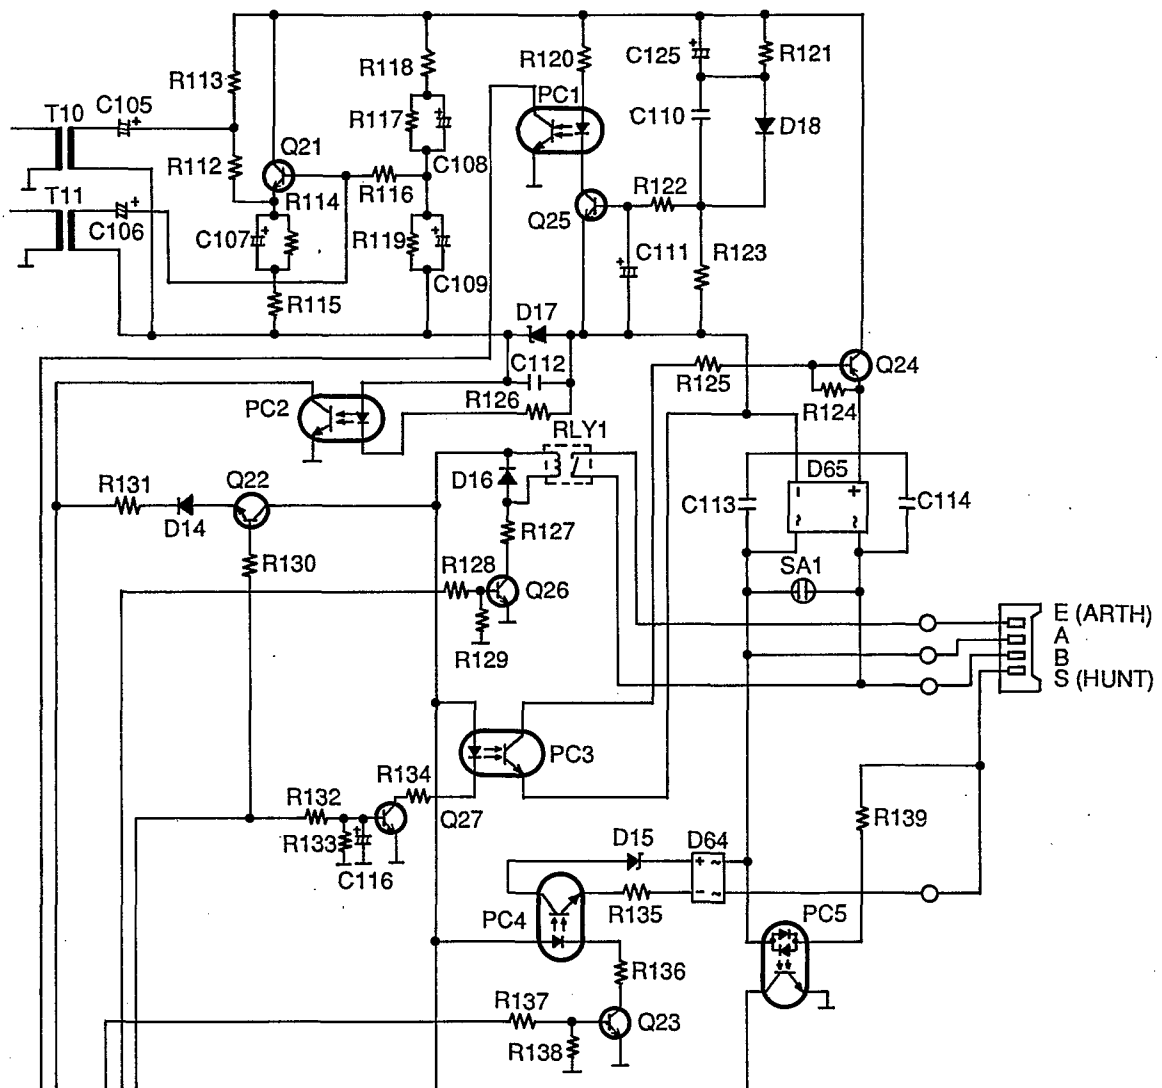 R118
R120
C125
R121
R113
PC1
T10
C105
R117
C110
D18
Q21
R112
C108
T11
R114
R116
R122
Q25
C106
C107
R119
C111
R123
C109
R115
D17
C112
R125
Q24
PC2
R126
R124
RLY1
D65
R131
Q22
D16
C113
- +
C114
D14
~ ~
R127
R130
R128
SA1
Q26
E (ARTH)
A
R129
B
S (HUNT)
PC3
R134
R132
Q27
R139
R133
D15
D64
C116
+ ~
- ~
PC4
R135
PC5
R136
R137
Q23
R138